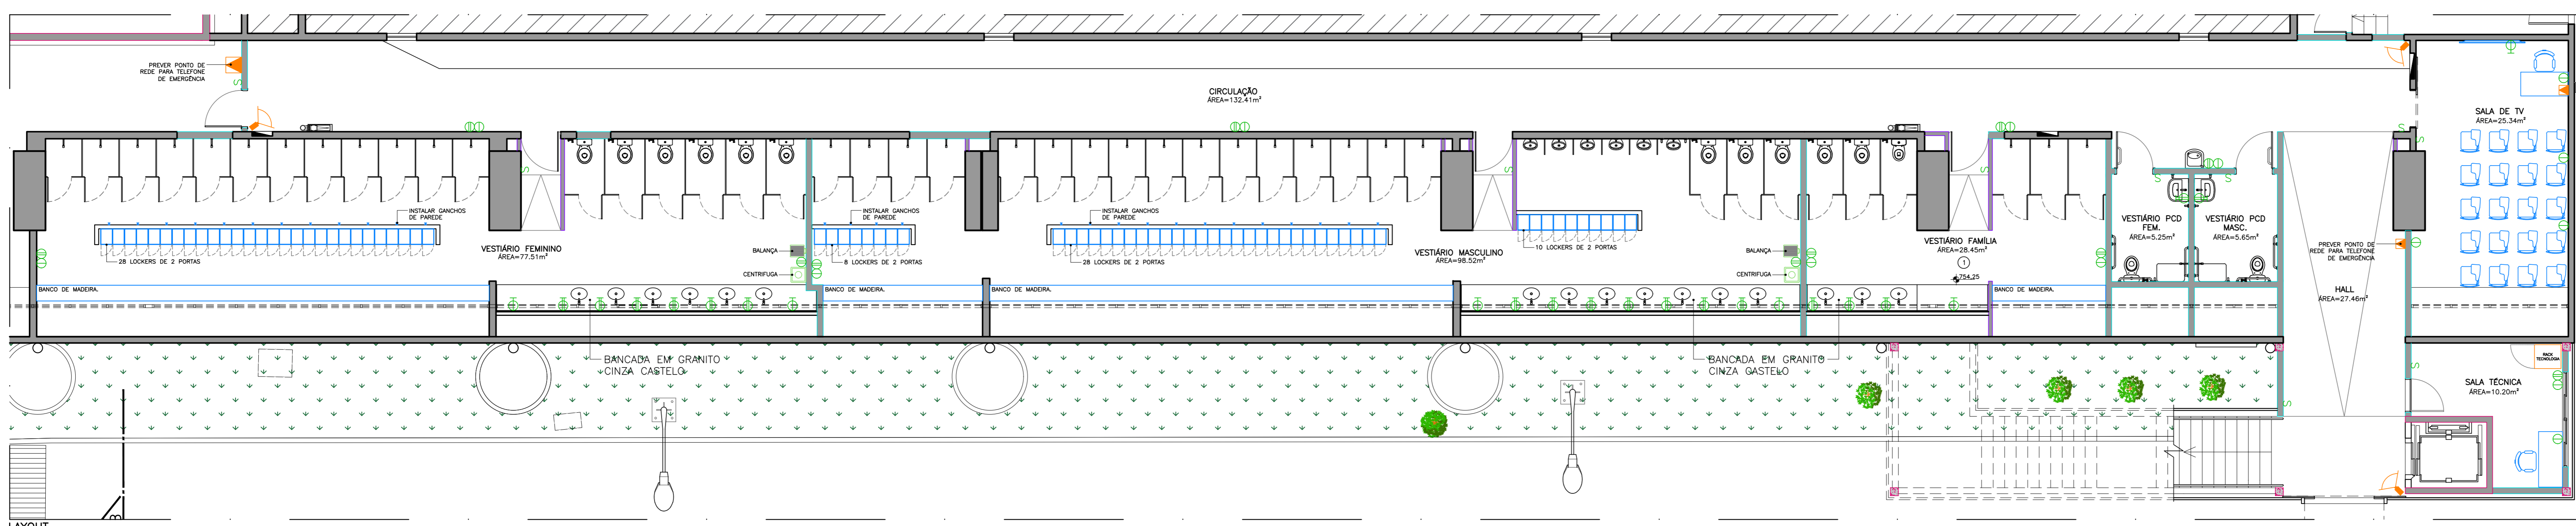 PREVER PONTO DE
REDE PARA TELEFONE
DE EMERGÊNCIA
CIRCULAÇÃO
ÁREA=132.41m²
SALA DE TV
ÁREA=25.34m²
INSTALAR GANCHOS
DE PAREDE
28 LOCKERS DE 2 PORTAS
BANCO DE MADEIRA.
VESTIÁRIO FEMININO
ÁREA=77.51m²
BALANÇA
CENTRIFUGA
INSTALAR GANCHOS
DE PAREDE
8 LOCKERS DE 2 PORTAS
BANCO DE MADEIRA.
INSTALAR GANCHOS
DE PAREDE
28 LOCKERS DE 2 PORTAS
BANCO DE MADEIRA.
VESTIÁRIO MASCULINO
ÁREA=98.52m²
10 LOCKERS DE 2 PORTAS
BALANÇA
CENTRIFUGA
VESTIÁRIO FAMÍLIA
ÁREA=28.45m²
1
754,25
BANCO DE MADEIRA.
VESTIÁRIO PCD
FEM.
ÁREA=5.25m²
VESTIÁRIO PCD
MASC.
ÁREA=5.65m²
PREVER PONTO DE
REDE PARA TELEFONE
DE EMERGÊNCIA
HALL
ÁREA=27.46m²
BANCADA EM GRANITO
CINZA CASTELO
BANCADA EM GRANITO
CINZA CASTELO
RACK
TECNOLOGIA
SALA TÉCNICA
ÁREA=10.20m²
B
LAYOUT